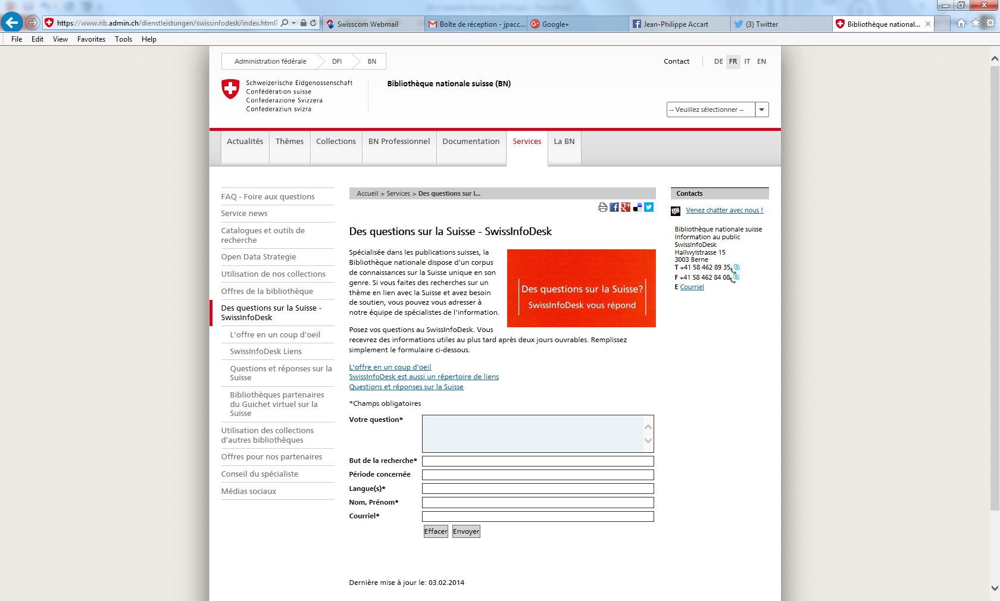 https://www.nb.admin.ch/dienstleistungen/swissinfodesk/index.html?
Swisscom Webmail
Boîte de réception - jpacc...
Google+
Jean-Philippe Accart
(3) Twitter
Bibliothèque national...
File Edit View Favorites Tools Help
Administration fédérale DFI BN
Contact DE FR IT EN
Schweizerische Eidgenossenschaft
Confédération suisse
Confederazione Svizzera
Confederaziun svizra
Bibliothèque nationale suisse (BN)
-- Veuillez sélectionner --
Actualités Thèmes Collections BN Professionnel Documentation Services La BN
FAQ - Foire aux questions
Service news
Catalogues et outils de
recherche
Open Data Strategie
Utilisation de nos collections
Offres de la bibliothèque
Des questions sur la Suisse -
SwissInfoDesk
L'offre en un coup d'oeil
SwissInfoDesk Liens
Questions et réponses sur la
Suisse
Bibliothèques partenaires
du Guichet virtuel sur la
Suisse
Utilisation des collections
d'autres bibliothèques
Offres pour nos partenaires
Conseil du spécialiste
Médias sociaux
Accueil > Services > Des questions sur l...
Des questions sur la Suisse - SwissInfoDesk
Spécialisée dans les publications suisses, la
Bibliothèque nationale dispose d'un corpus
de connaissances sur la Suisse unique en son
genre. Si vous faites des recherches sur un
thème en lien avec la Suisse et avez besoin
de soutien, vous pouvez vous adresser à
notre équipe de spécialistes de l'information.
Des questions sur la Suisse?
SwissInfoDesk vous répond
Posez vos questions au SwissInfoDesk. Vous
recevrez des informations utiles au plus tard après deux jours ouvrables. Remplissez
simplement le formulaire ci-dessous.
L'offre en un coup d'oeil
SwissInfoDesk est aussi un répertoire de liens
Questions et réponses sur la Suisse
*Champs obligatoires
Votre question*
But de la recherche*
Période concernée
Langue(s)*
Nom, Prénom*
Courriel*
Effacer Envoyer
Dernière mise à jour le: 03.02.2014
Contacts
Venez chatter avec nous !
Bibliothèque nationale suisse
Information au public
SwissInfoDesk
Hallwylstrasse 15
3003 Berne
T +41 58 462 89 35
F +41 58 462 84 08
E Courriel